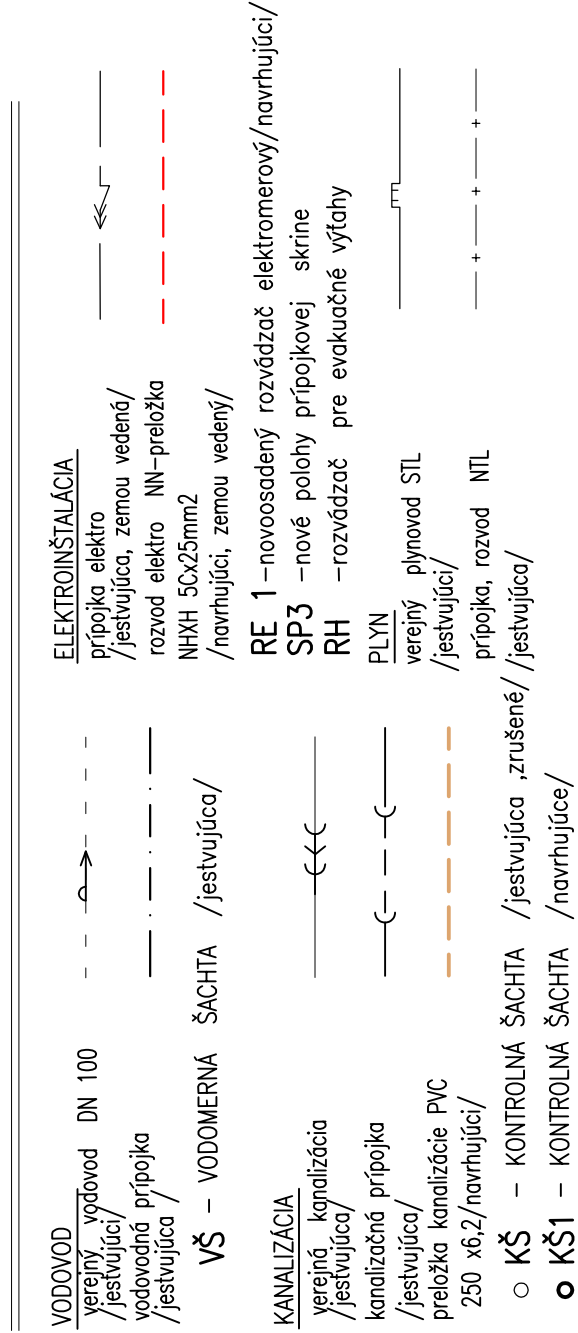 VODOVOD
verejný vodovod DN 100
/jestvujúci/
vodovodná prípojka
/jestvujúca /
VŠ - VODOMERNÁ ŠACHTA /jestvujúca/
KANALIZÁCIA
verejná kanalizácia
/jestvujúca/
kanalizačná prípojka
/jestvujúca/
preložka kanalizácie PVC
250 x6,2/navrhujúci/
KŠ - KONTROLNÁ ŠACHTA /jestvujúca ,zrušené/
KŠ1 - KONTROLNÁ ŠACHTA /navrhujúce/
ELEKTROINŠTALÁCIA
prípojka elektro
/jestvujúca, zemou vedená/
rozvod elektro NN-preložka
NHXH 5Cx25mm2
/navrhujúci, zemou vedený/
RE 1 -novoosadený rozvádzač elektromerový/navrhujúci/
SP3 -nové polohy prípojkovej skrine
RH -rozvádzač pre evakuačné výťahy
PLYN
verejný plynovod STL
/jestvujúci/
prípojka, rozvod NTL
/jestvujúca/